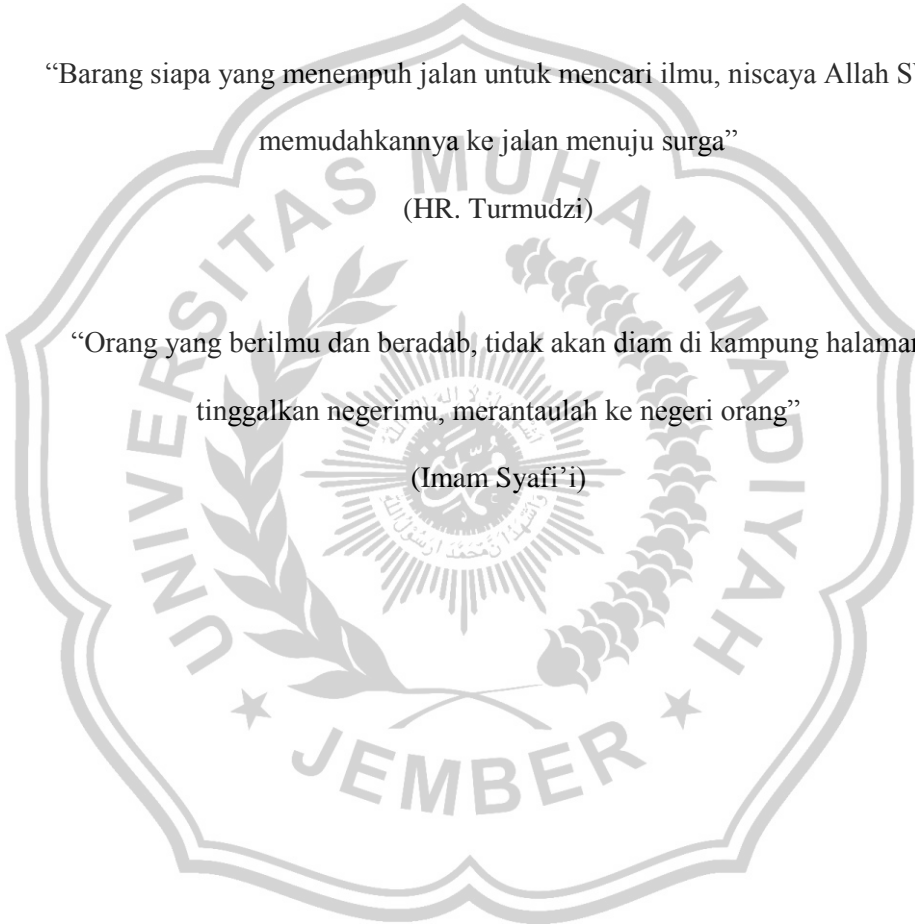 “Barang siapa yang menempuh jalan untuk mencari ilmu, niscaya Allah
memudahkannya ke jalan menuju surga”
(HR. Turmudzi)
“Orang yang berilmu dan beradab, tidak akan diam di kampung
tinggalkan negerimu, merantaulah ke negeri orang”
(Imam Syafi’i)
UNIVERSITAS MUHAMMADIYAH
JEMBER